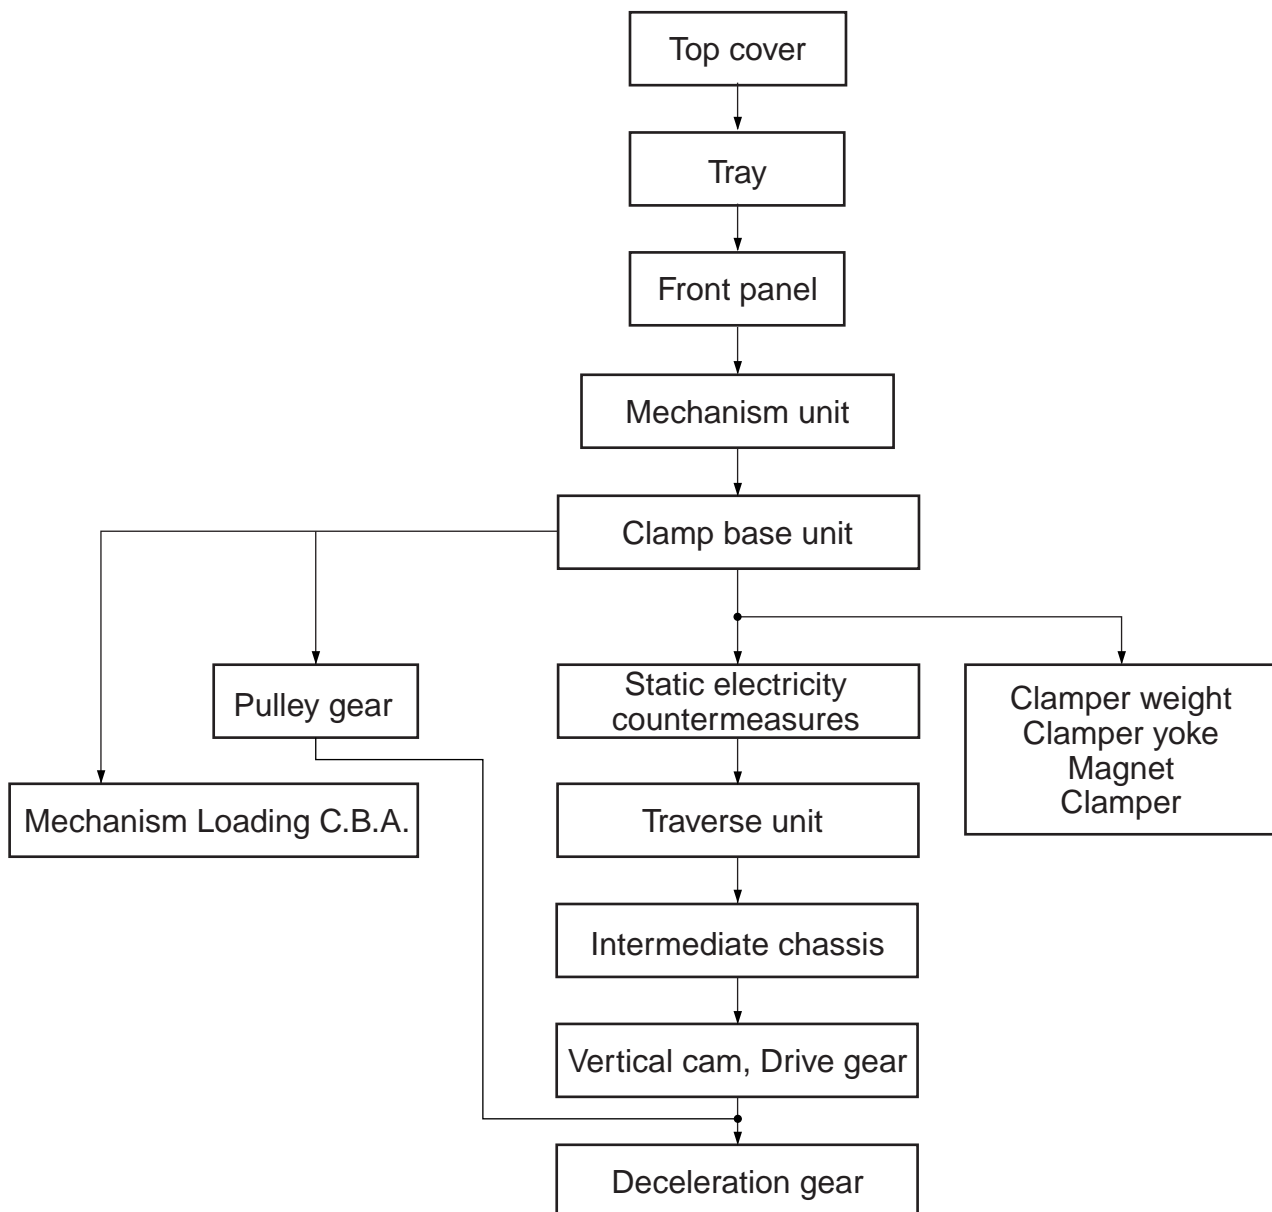 Top cover
Tray
Front panel
Mechanism unit
Clamp base unit
Pulley gear
Mechanism Loading C.B.A.
Static electricity
countermeasures
Clamper weight
Clamper yoke
Magnet
Clamper
Traverse unit
Intermediate chassis
Vertical cam, Drive gear
Deceleration gear